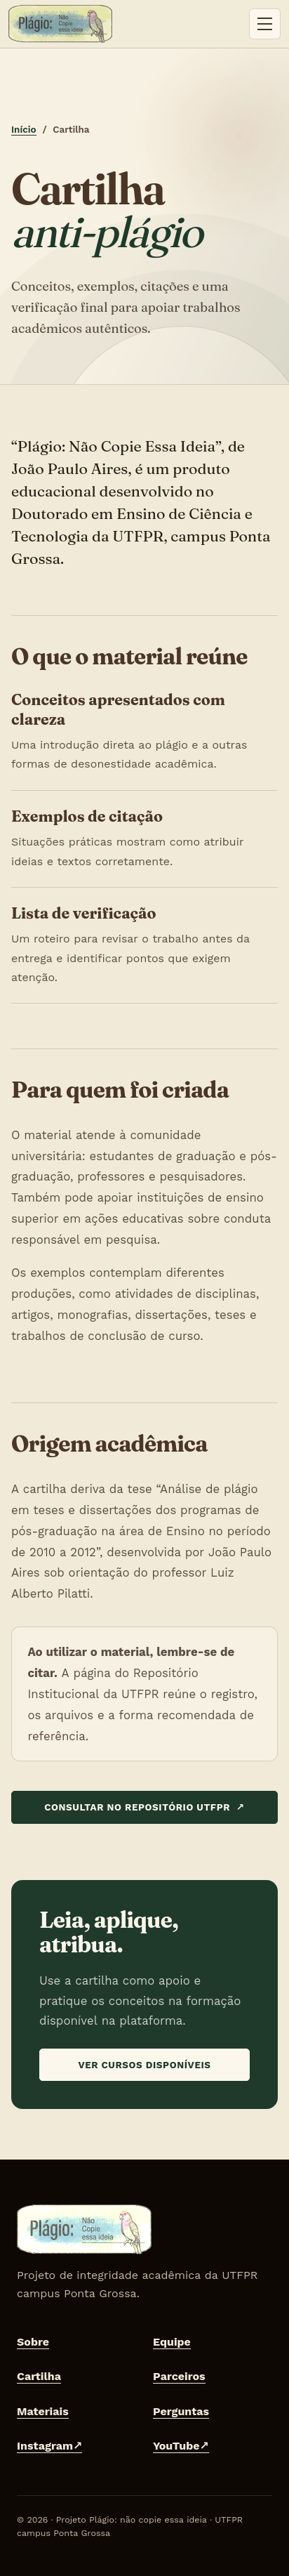 Plágio: Não
Copie
essa ideia
Início / Cartilha
Cartilha
anti-plágio
Conceitos, exemplos, citações e uma
verificação final para apoiar trabalhos
acadêmicos autênticos.
“Plágio: Não Copie Essa Ideia”, de
João Paulo Aires, é um produto
educacional desenvolvido no
Doutorado em Ensino de Ciência e
Tecnologia da UTFPR, campus Ponta
Grossa.
O que o material reúne
Conceitos apresentados com
clareza
Uma introdução direta ao plágio e a outras
formas de desonestidade acadêmica.
Exemplos de citação
Situações práticas mostram como atribuir
ideias e textos corretamente.
Lista de verificação
Um roteiro para revisar o trabalho antes da
entrega e identificar pontos que exigem
atenção.
Para quem foi criada
O material atende à comunidade
universitária: estudantes de graduação e pós-
graduação, professores e pesquisadores.
Também pode apoiar instituições de ensino
superior em ações educativas sobre conduta
responsável em pesquisa.
Os exemplos contemplam diferentes
produções, como atividades de disciplinas,
artigos, monografias, dissertações, teses e
trabalhos de conclusão de curso.
Origem acadêmica
A cartilha deriva da tese “Análise de plágio
em teses e dissertações dos programas de
pós-graduação na área de Ensino no período
de 2010 a 2012”, desenvolvida por João Paulo
Aires sob orientação do professor Luiz
Alberto Pilatti.
Ao utilizar o material, lembre-se de
citar. A página do Repositório
Institucional da UTFPR reúne o registro,
os arquivos e a forma recomendada de
referência.
CONSULTAR NO REPOSITÓRIO UTFPR ↗
Leia, aplique,
atribua.
Use a cartilha como apoio e
pratique os conceitos na formação
disponível na plataforma.
VER CURSOS DISPONÍVEIS
Plágio: Não
Copie
essa ideia
Projeto de integridade acadêmica da UTFPR
campus Ponta Grossa.
Sobre Equipe
Cartilha Parceiros
Materiais Perguntas
Instagram↗ YouTube↗
© 2026 · Projeto Plágio: não copie essa ideia · UTFPR
campus Ponta Grossa